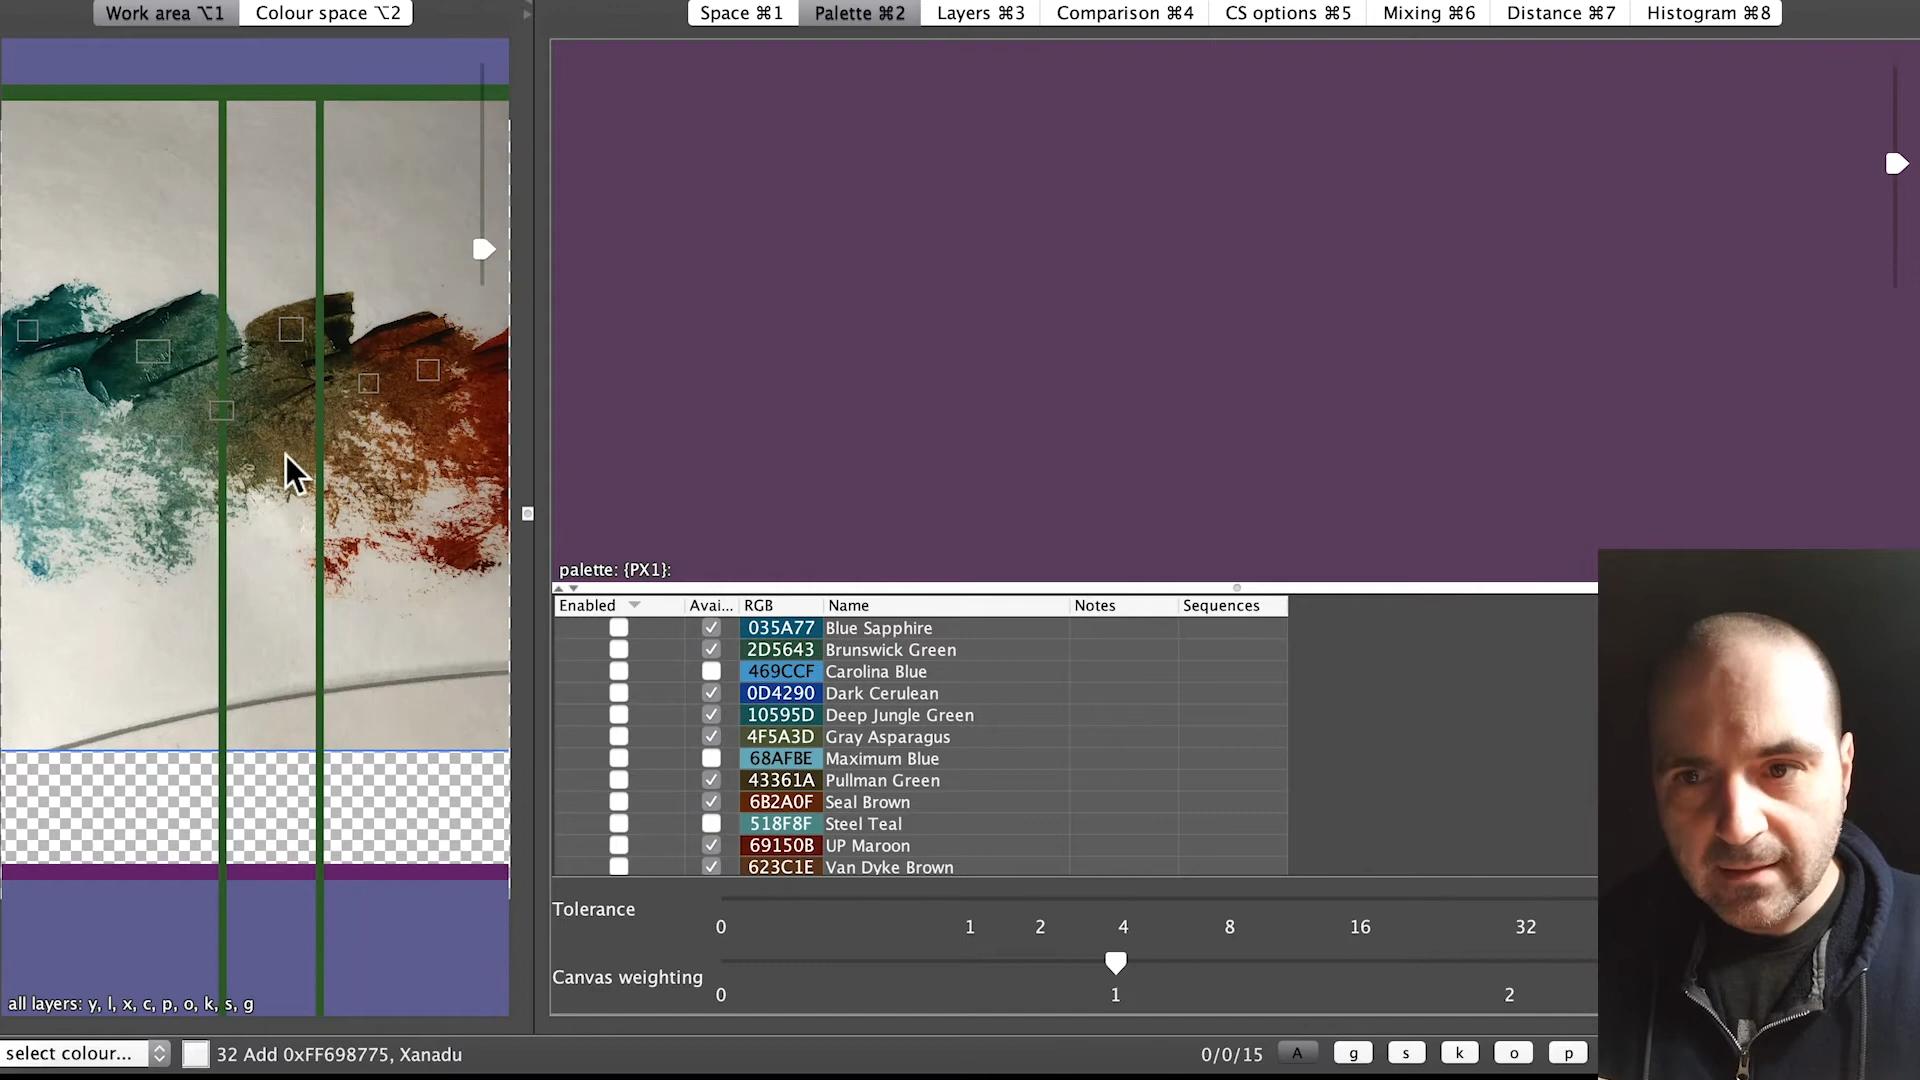 Work area ⌥1 Colour space ⌥2
Space ⌘1 Palette ⌘2 Layers ⌘3 Comparison ⌘4 CS options ⌘5 Mixing ⌘6 Distance ⌘7 Histogram ⌘8
palette: {PX1}:
Enabled Avai... RGB Name Notes Sequences
035A77 Blue Sapphire
2D5643 Brunswick Green
469CCF Carolina Blue
0D4290 Dark Cerulean
10595D Deep Jungle Green
4F5A3D Gray Asparagus
68AFBE Maximum Blue
43361A Pullman Green
6B2A0F Seal Brown
518F8F Steel Teal
69150B UP Maroon
623C1E Van Dyke Brown
Tolerance
0 1 2 4 8 16 32
Canvas weighting
0 1 2
all layers: y, l, x, c, p, o, k, s, g
select colour... 32 Add 0xFF698775, Xanadu 0/0/15 A g s k o p